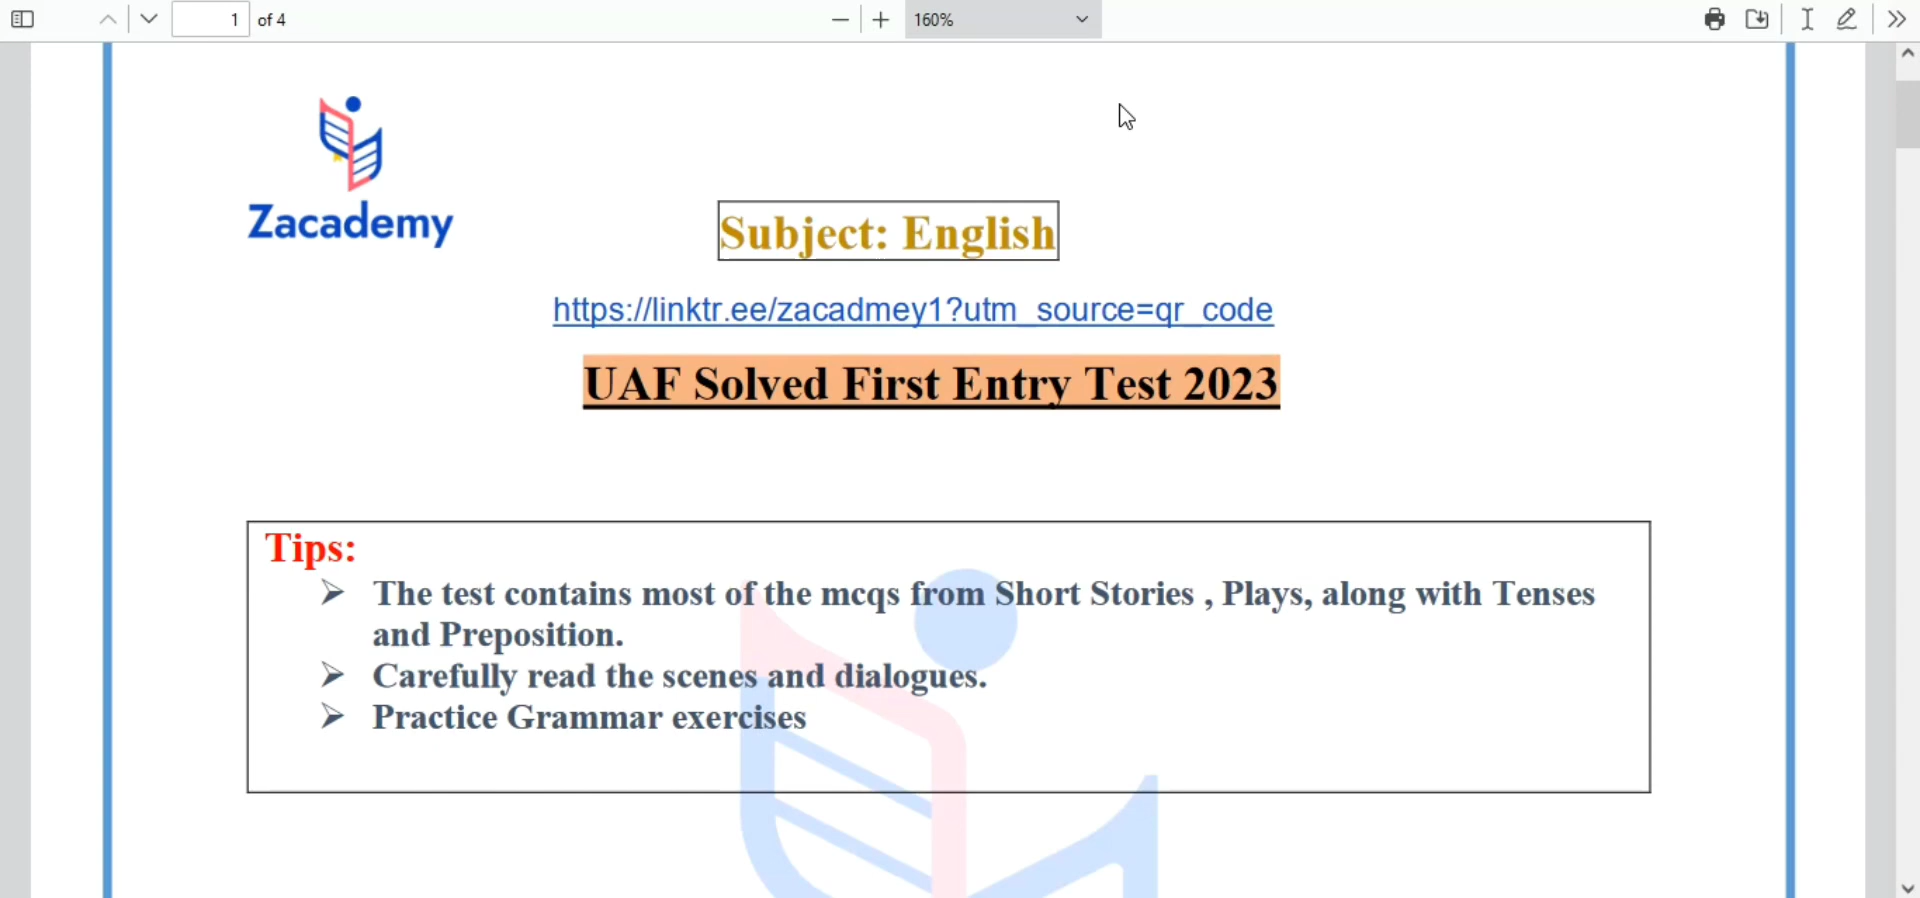 1 of 4
160%
Zacademy
Subject: English
https://linktr.ee/zacadmey1?utm_source=qr_code
UAF Solved First Entry Test 2023
Tips:
➢ The test contains most of the mcqs from Short Stories , Plays, along with Tenses
and Preposition.
➢ Carefully read the scenes and dialogues.
➢ Practice Grammar exercises